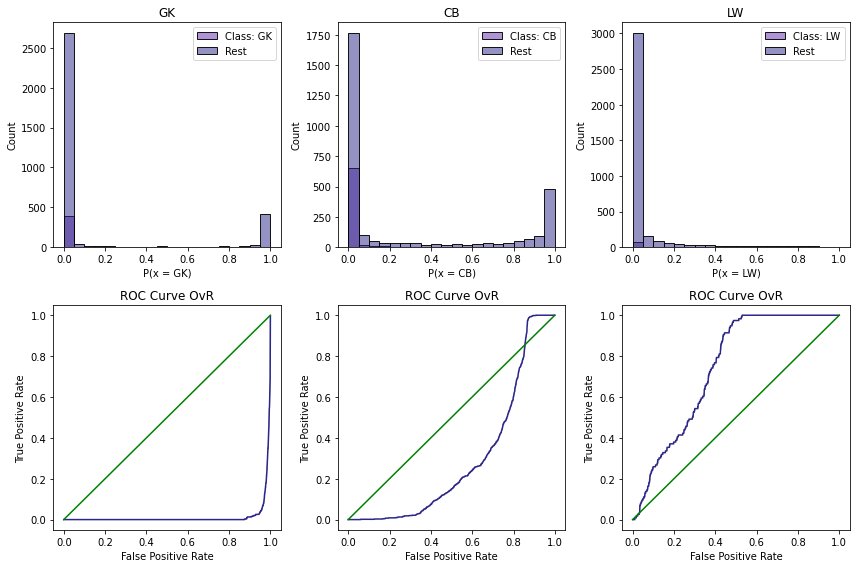 GK
CB
LW
Class: GK
Rest
Class: CB
Rest
Class: LW
Rest
Count
2500
2000
1500
1000
500
0
Count
1750
1500
1250
1000
750
500
250
0
Count
3000
2500
2000
1500
1000
500
0
0.0 0.2 0.4 0.6 0.8 1.0
0.0 0.2 0.4 0.6 0.8 1.0
0.0 0.2 0.4 0.6 0.8 1.0
P(x = GK)
P(x = CB)
P(x = LW)
ROC Curve OvR
ROC Curve OvR
ROC Curve OvR
True Positive Rate
1.0
0.8
0.6
0.4
0.2
0.0
True Positive Rate
1.0
0.8
0.6
0.4
0.2
0.0
True Positive Rate
1.0
0.8
0.6
0.4
0.2
0.0
0.0 0.2 0.4 0.6 0.8 1.0
0.0 0.2 0.4 0.6 0.8 1.0
0.0 0.2 0.4 0.6 0.8 1.0
False Positive Rate
False Positive Rate
False Positive Rate